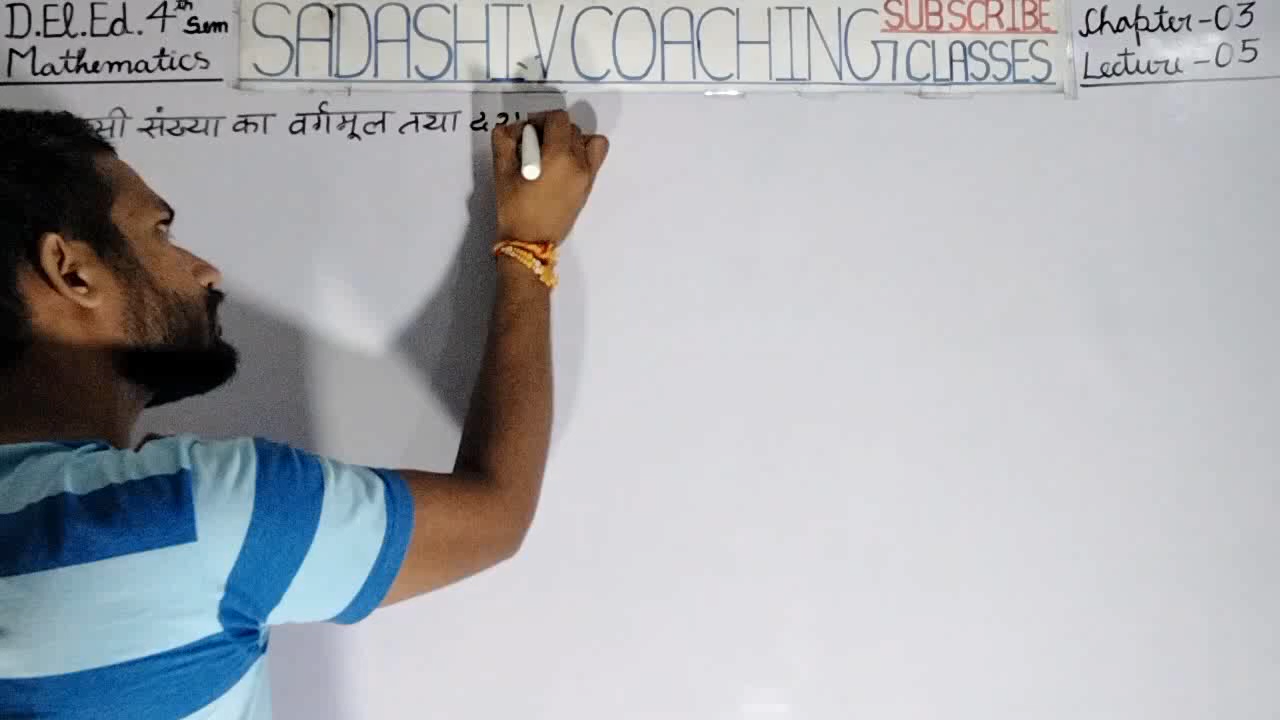 D.El.Ed. 4th Sem
Mathematics
SADASHIV COACHING CLASSES
SUBSCRIBE
Chapter-03
Lecture-05
संख्या का वर्गमूल तथा